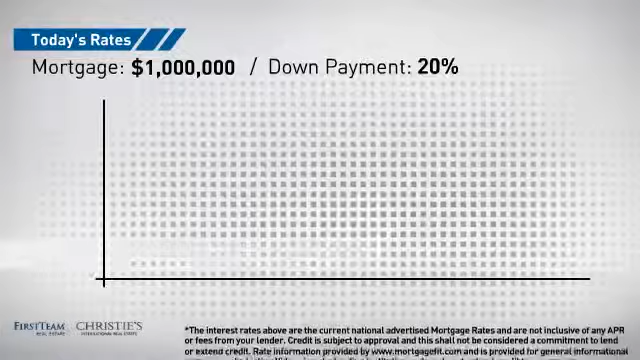 Today's Rates
Mortgage: $1,000,000 / Down Payment: 20%
FIRSTTEAM CHRISTIE'S
REAL ESTATE INTERNATIONAL REAL ESTATE
*The interest rates above are the current national advertised Mortgage Rates and are not inclusive of any APR
or fees from your lender. Credit is subject to approval and this shall not be considered a commitment to lend
or extend credit. Rate information provided by www.mortgagefit.com and is provided for general informational